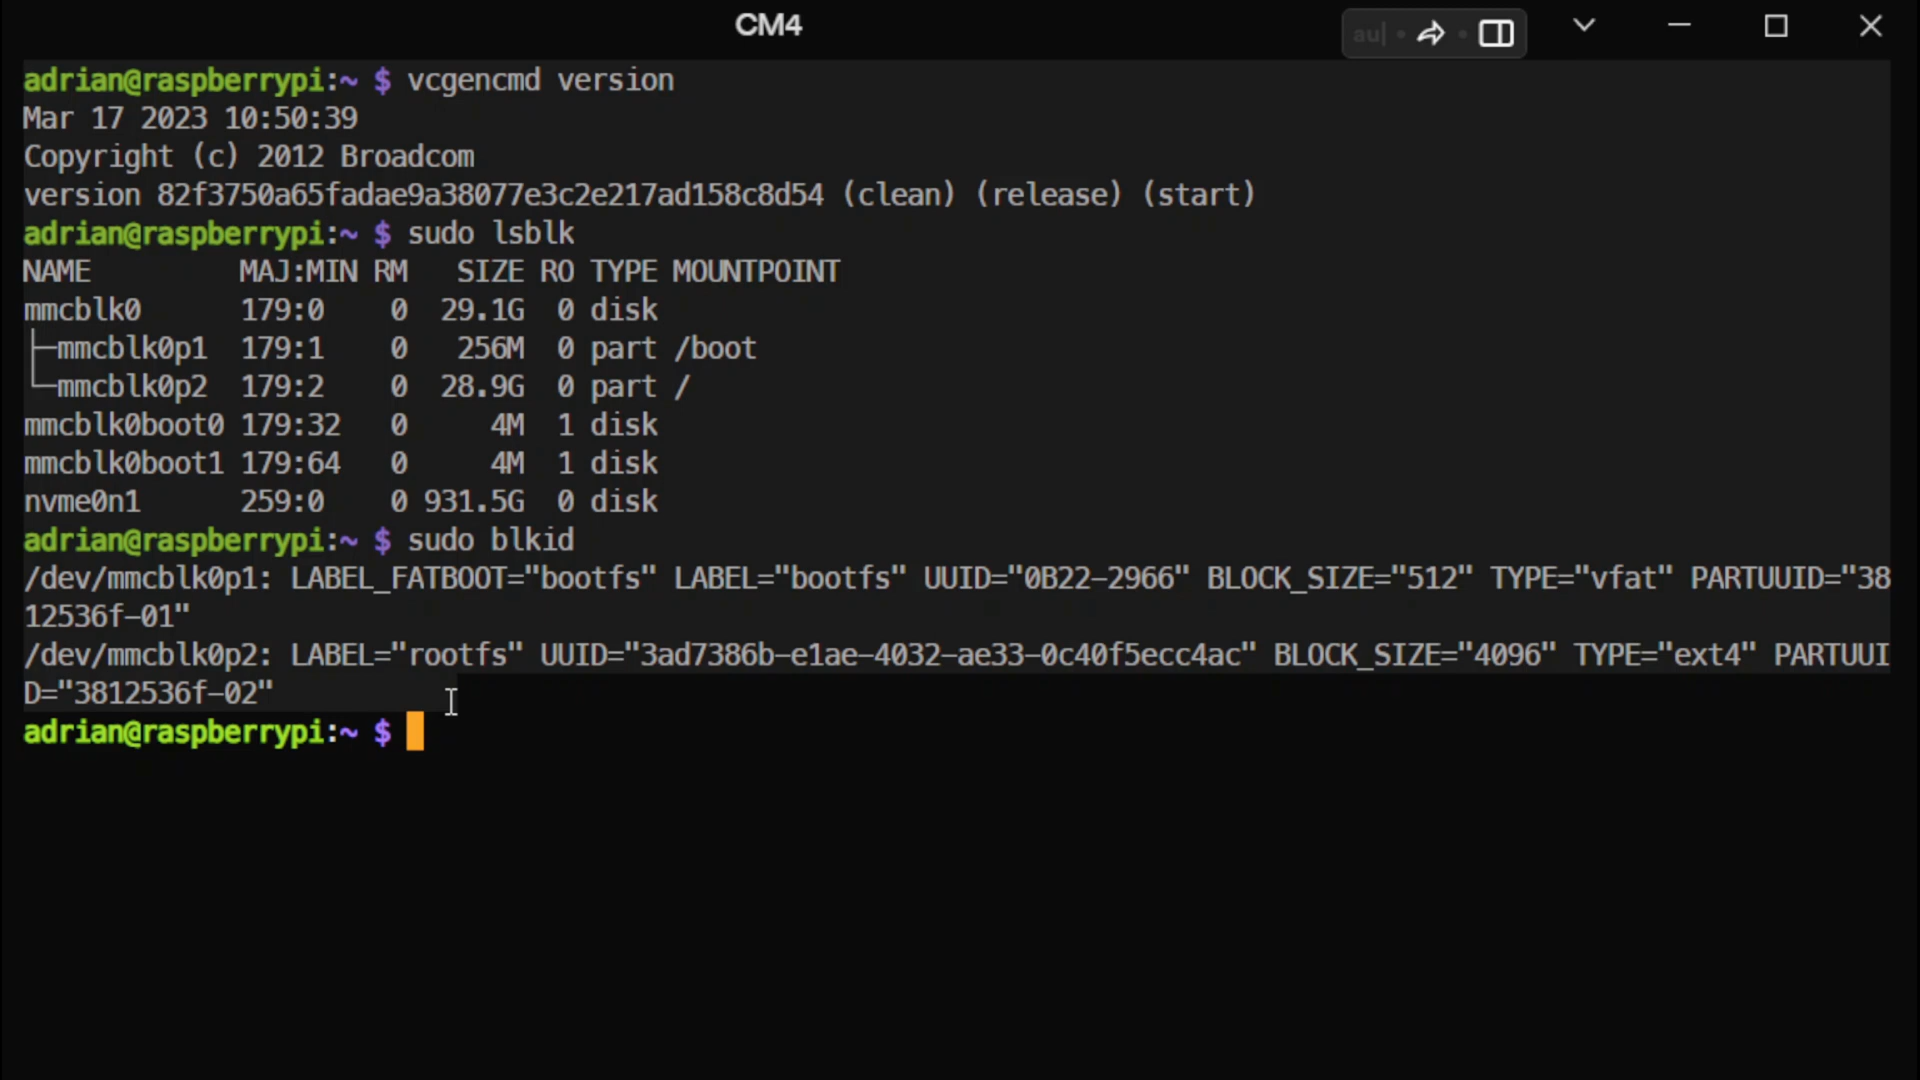 CM4
au
adrian@raspberrypi:~ $ vcgencmd version
Mar 17 2023 10:50:39
Copyright (c) 2012 Broadcom
version 82f3750a65fadae9a38077e3c2e217ad158c8d54 (clean) (release) (start)
adrian@raspberrypi:~ $ sudo lsblk
NAME         MAJ:MIN RM   SIZE RO TYPE MOUNTPOINT
mmcblk0      179:0    0  29.1G  0 disk
├─mmcblk0p1  179:1    0   256M  0 part /boot
└─mmcblk0p2  179:2    0  28.9G  0 part /
mmcblk0boot0 179:32   0     4M  1 disk
mmcblk0boot1 179:64   0     4M  1 disk
nvme0n1      259:0    0 931.5G  0 disk
adrian@raspberrypi:~ $ sudo blkid
/dev/mmcblk0p1: LABEL_FATBOOT="bootfs" LABEL="bootfs" UUID="0B22-2966" BLOCK_SIZE="512" TYPE="vfat" PARTUUID="38
12536f-01"
/dev/mmcblk0p2: LABEL="rootfs" UUID="3ad7386b-e1ae-4032-ae33-0c40f5ecc4ac" BLOCK_SIZE="4096" TYPE="ext4" PARTUUI
D="3812536f-02"
adrian@raspberrypi:~ $